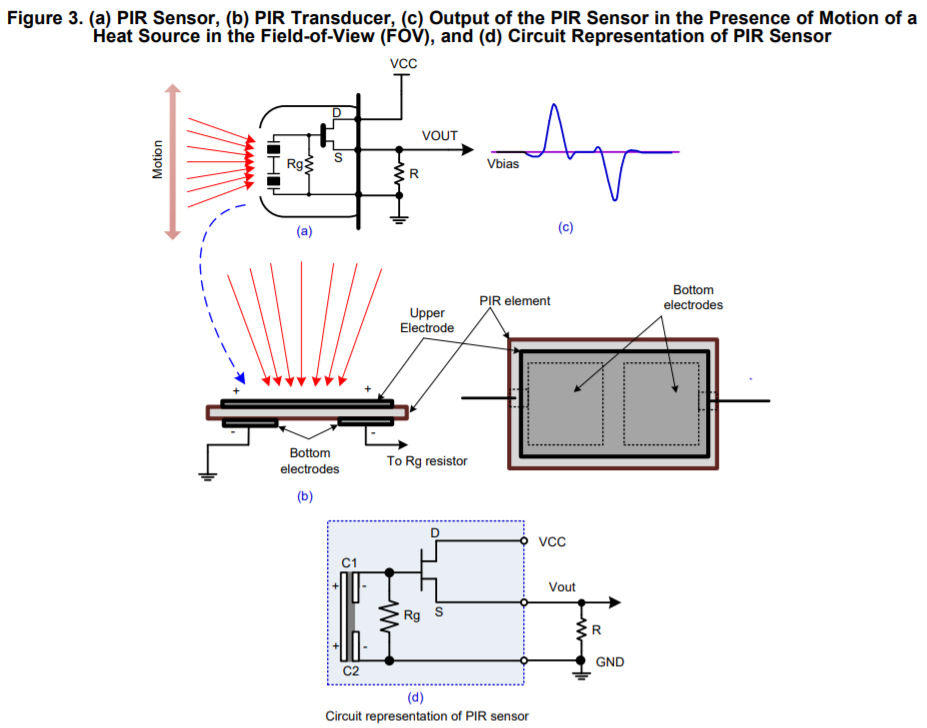 Figure 3. (a) PIR Sensor, (b) PIR Transducer, (c) Output of the PIR Sensor in the Presence of Motion of a
Heat Source in the Field-of-View (FOV), and (d) Circuit Representation of PIR Sensor
VCC
D
VOUT
Motion
Rg
S
R
Vbias
(a)
(c)
PIR element
Bottom
electrodes
Upper
Electrode
+
+
-
-
Bottom
electrodes
To Rg resistor
(b)
D
VCC
C1
+
-
Vout
Rg
S
R
+
-
GND
C2
(d)
Circuit representation of PIR sensor